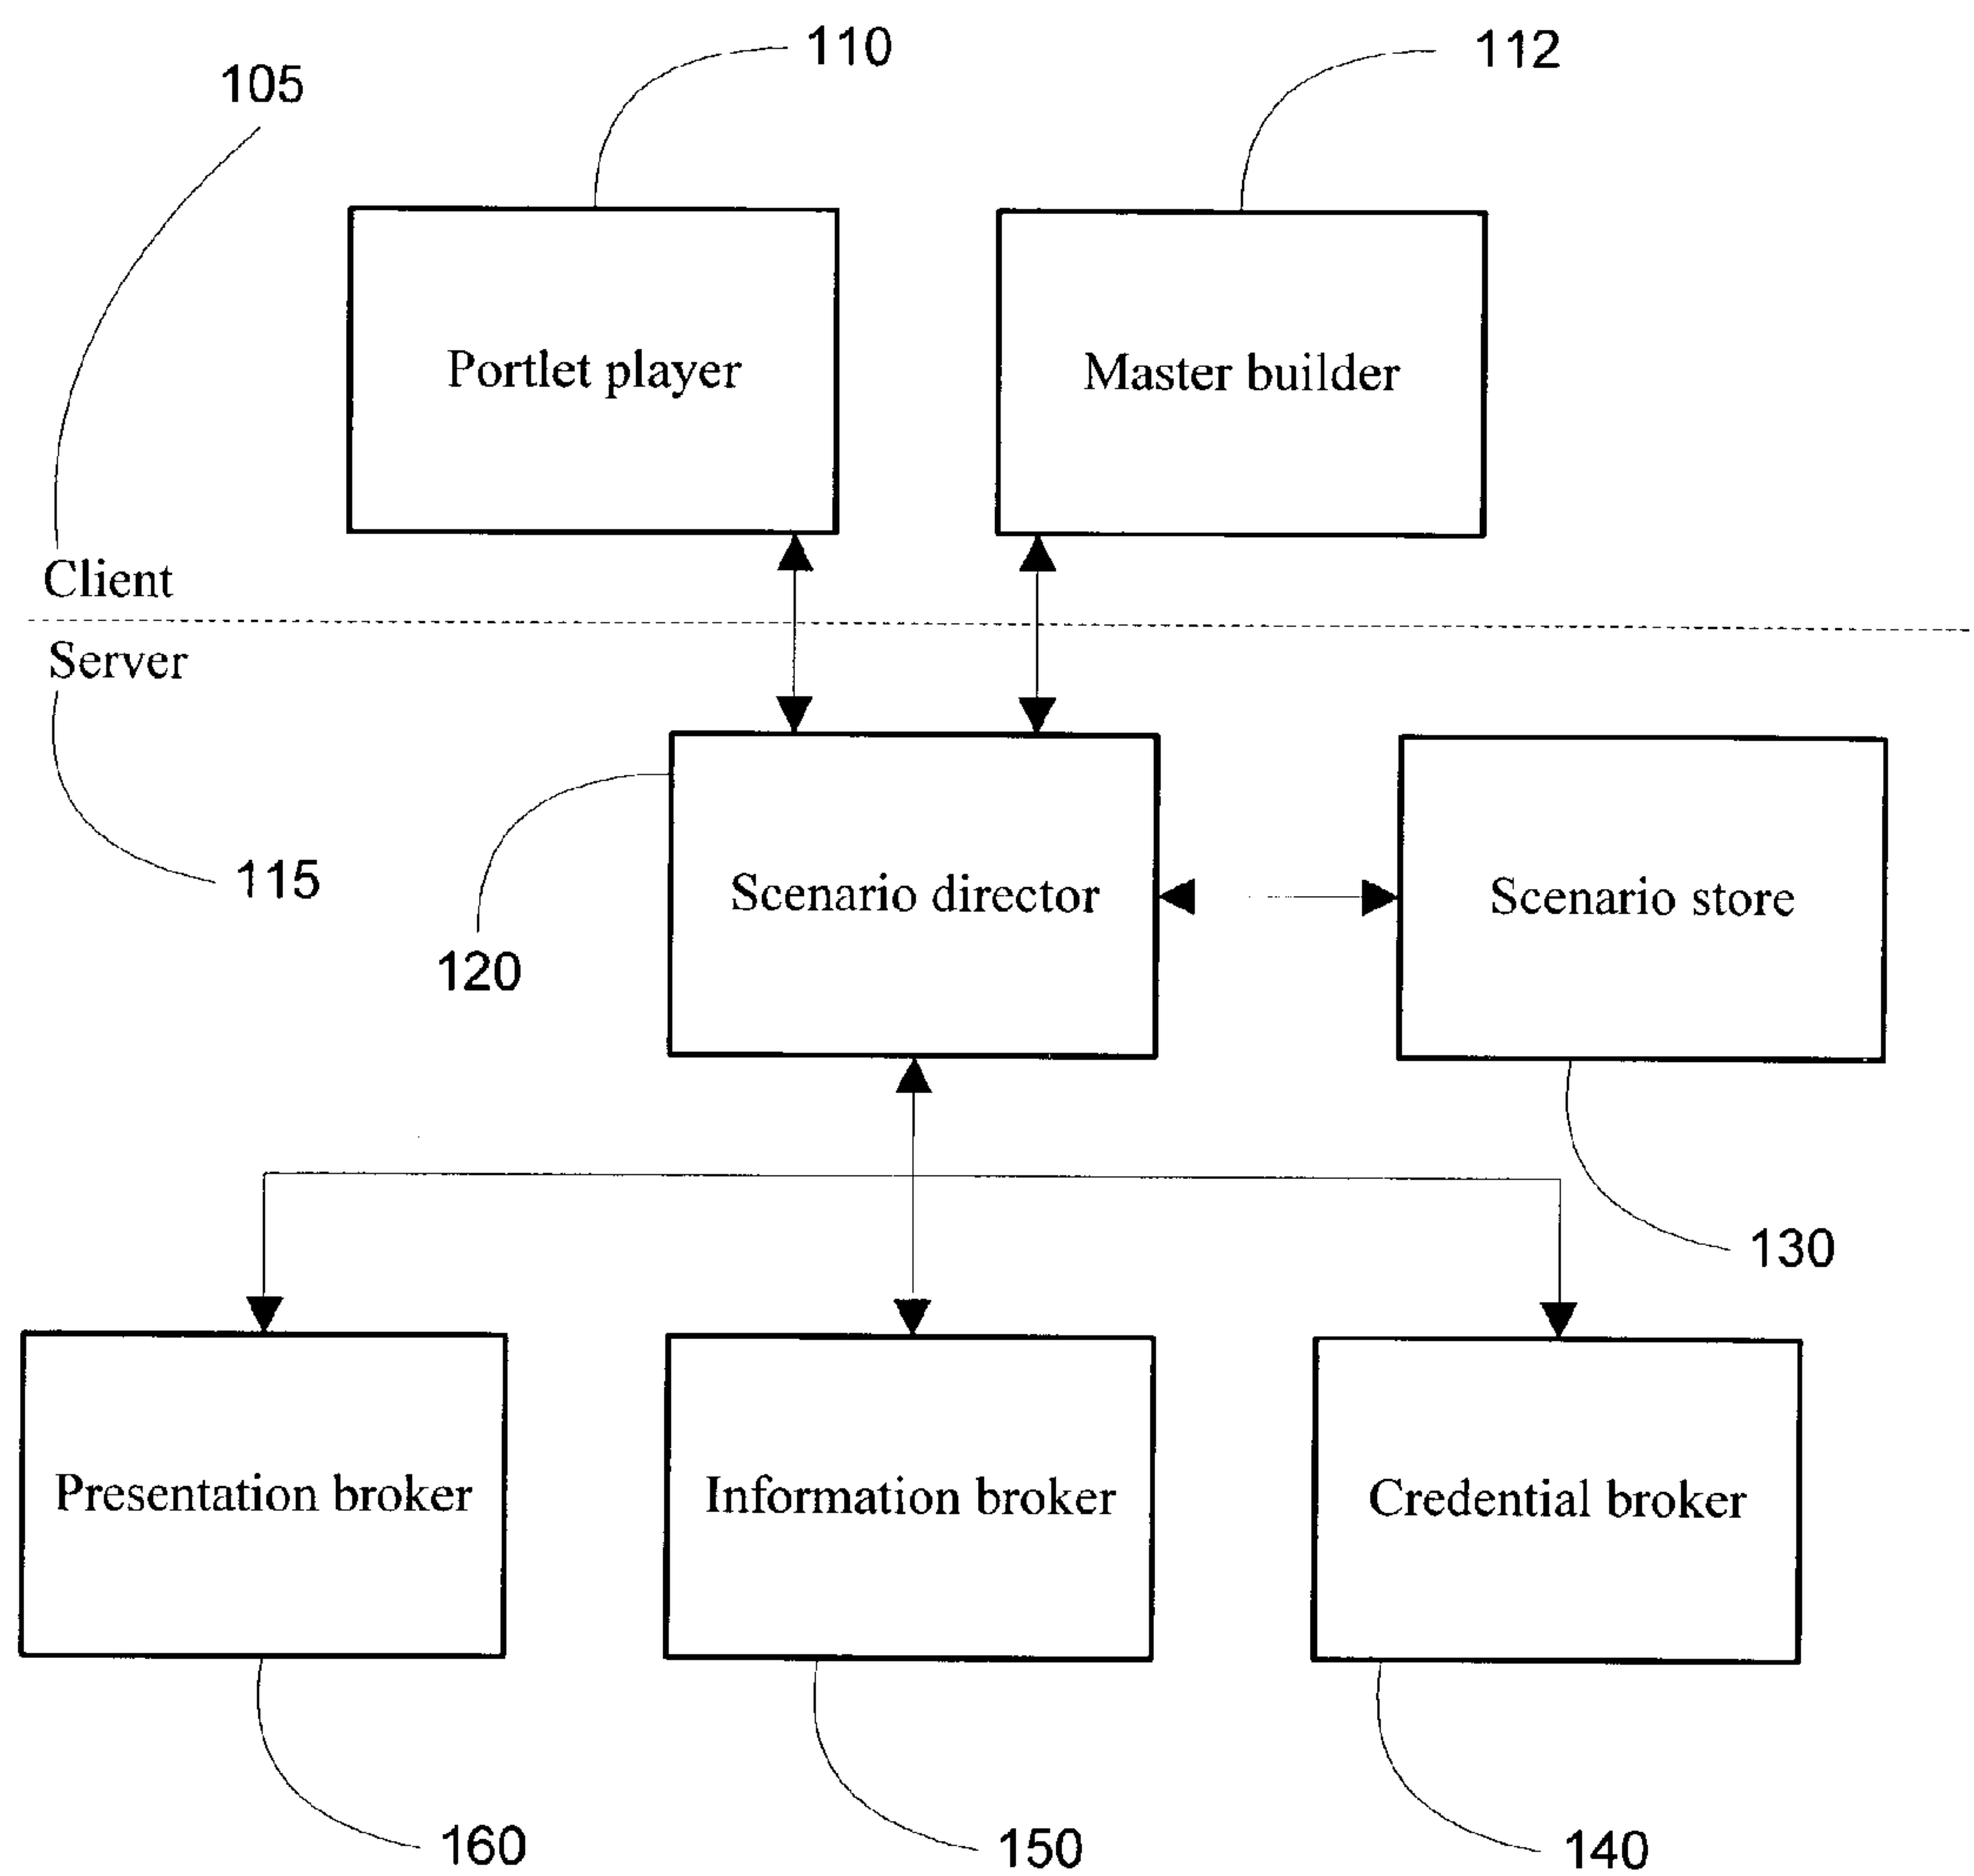 105
110
112
Portlet player
Master builder
Client
Server
115
120
Scenario director
Scenario store
130
Presentation broker
Information broker
Credential broker
160
150
140